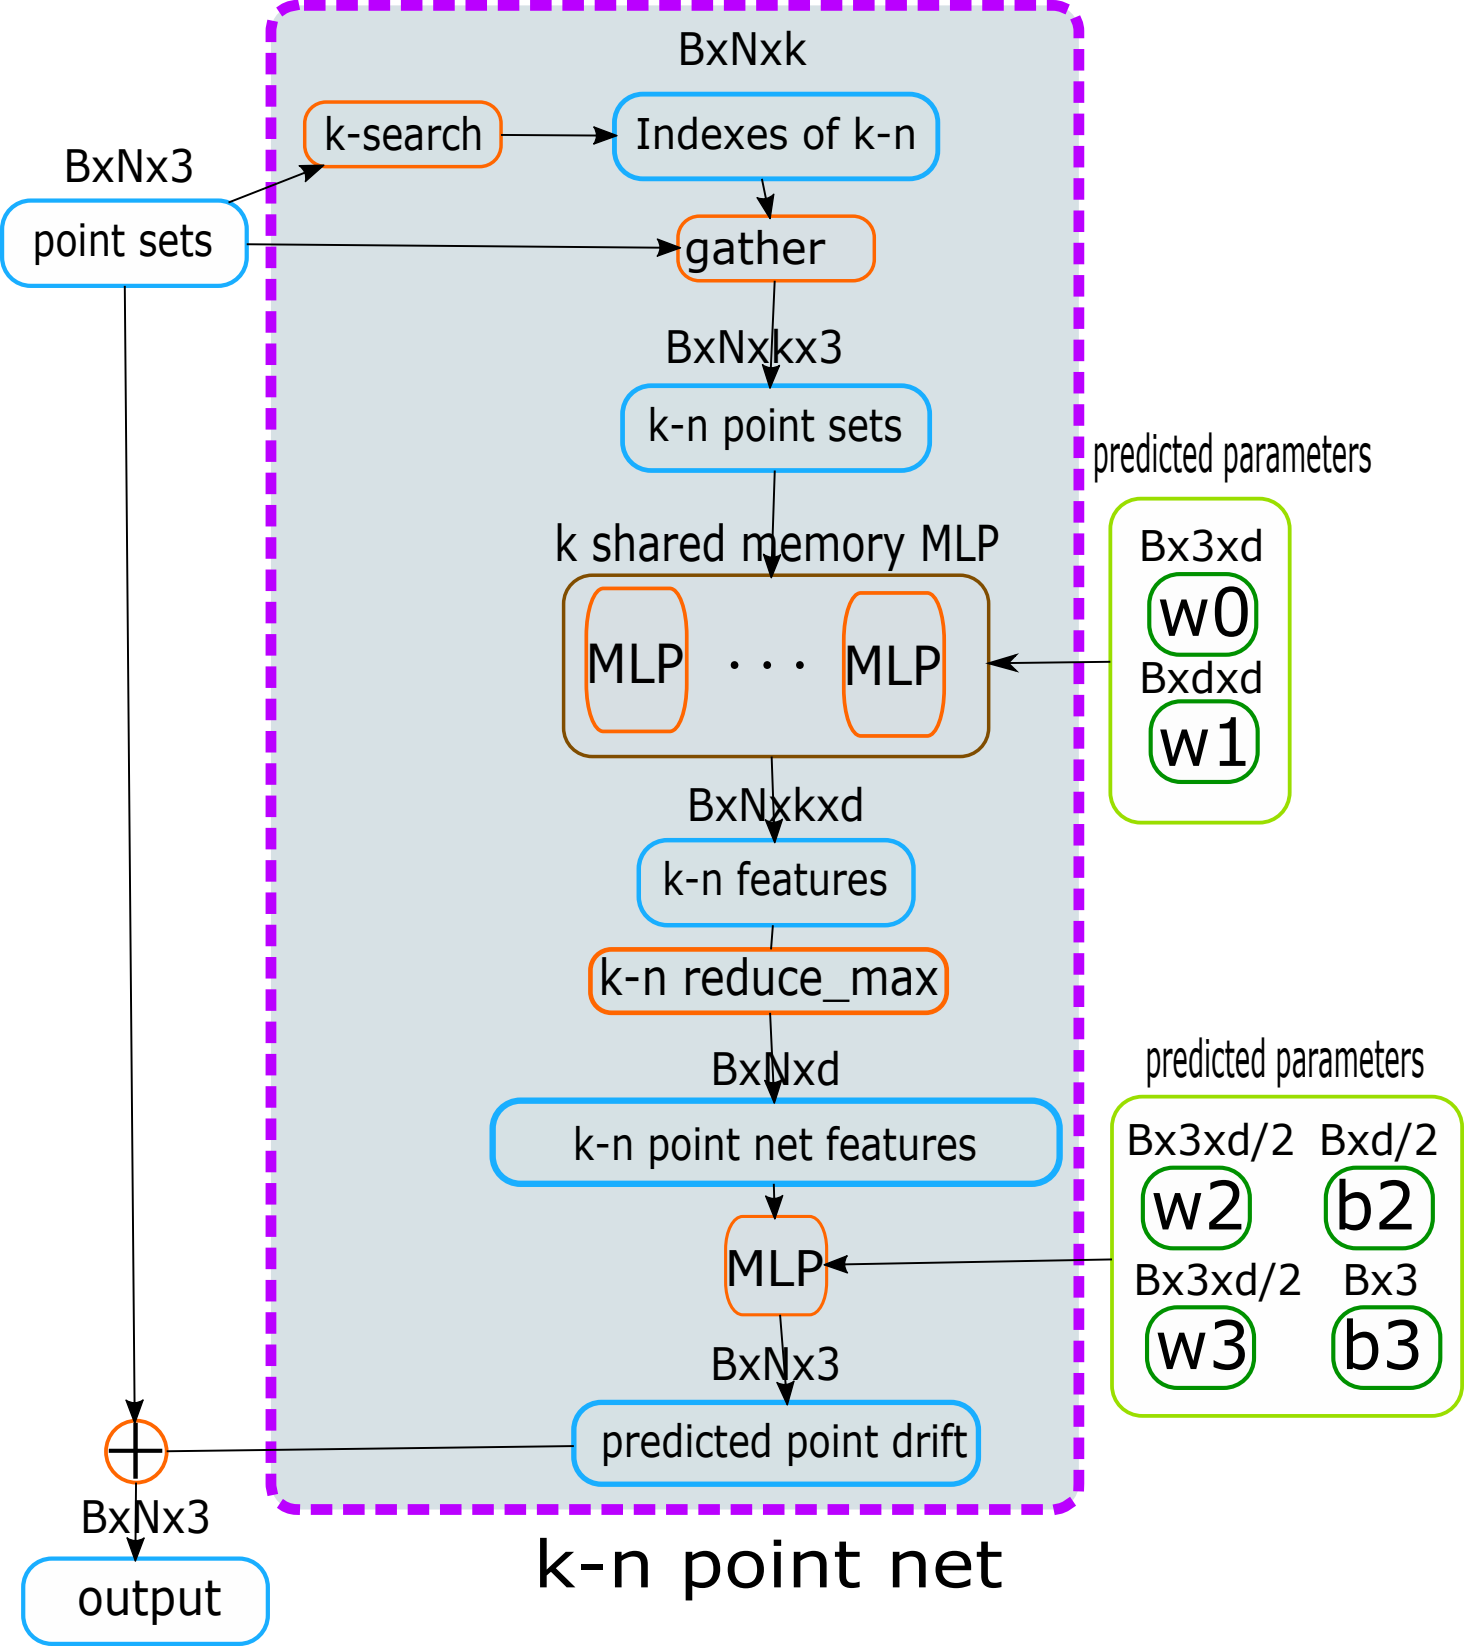 BxNxk
k-search
Indexes of k-n
BxNx3
point sets
gather
BxNxkx3
k-n point sets
predicted parameters
k shared memory MLP
Bx3xd
w0
MLP . . . MLP
Bxdxd
w1
BxNxkxd
k-n features
k-n reduce_max
BxNxd
predicted parameters
k-n point net features
Bx3xd/2 Bxd/2
w2 b2
MLP
Bx3xd/2 Bx3
w3 b3
BxNx3
predicted point drift
BxNx3
k-n point net
output